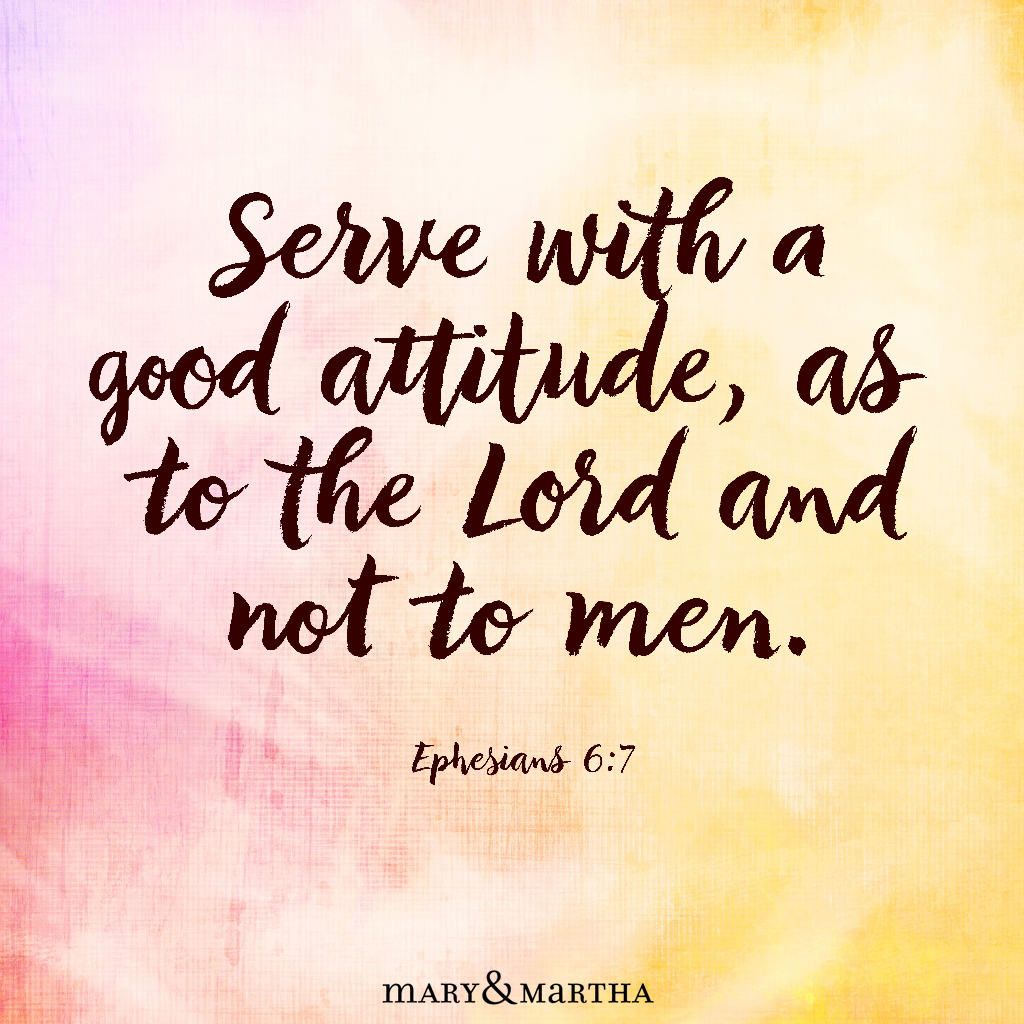 Serve with a
good attitude, as
to the Lord and
not to men.
Ephesians 6:7
mary&martha